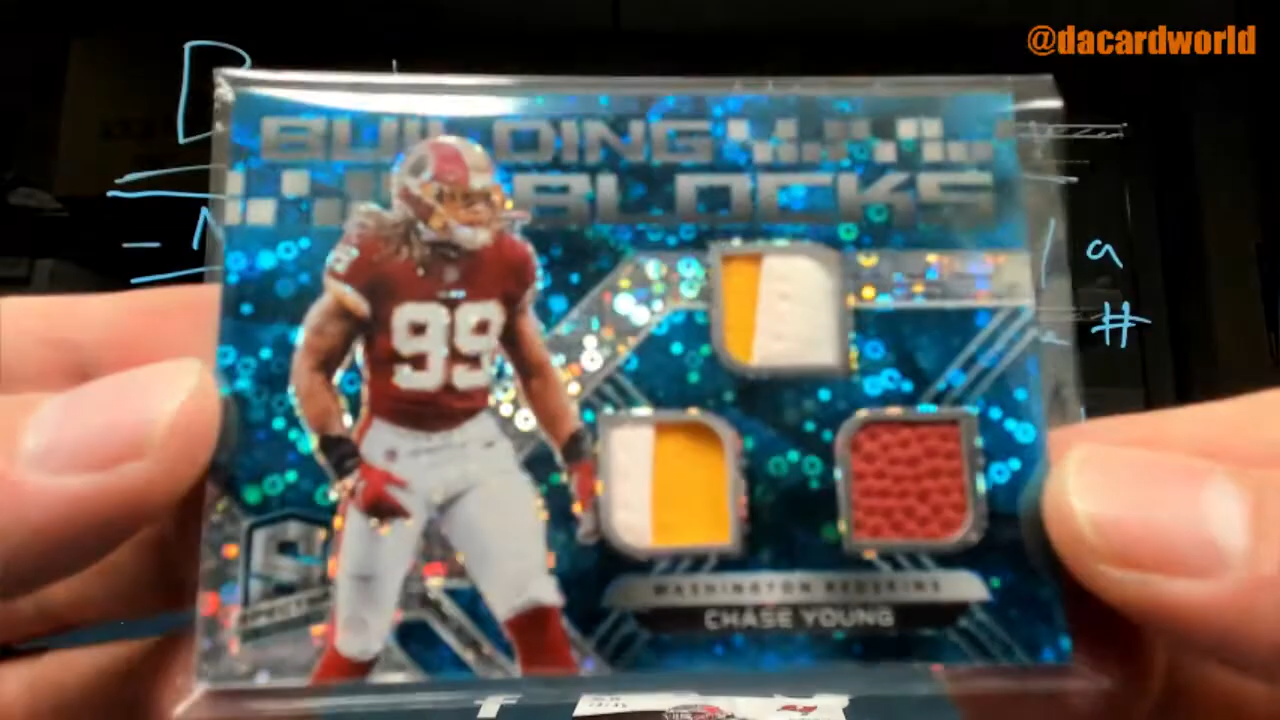 @dacardworld
BUILDING
BLOCKS
99
WASHINGTON REDSKINS
CHASE YOUNG
a
#